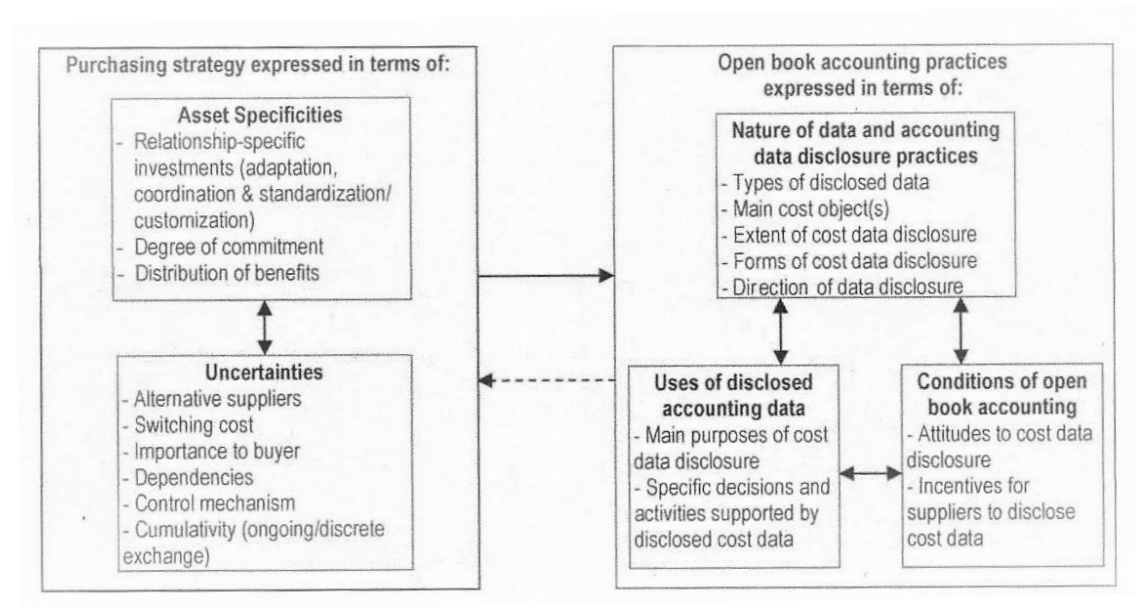 Purchasing strategy expressed in terms of:
Asset Specificities
- Relationship-specific
investments (adaptation,
coordination & standardization/
customization)
- Degree of commitment
- Distribution of benefits
Uncertainties
- Alternative suppliers
- Switching cost
- Importance to buyer
- Dependencies
- Control mechanism
- Cumulativity (ongoing/discrete
exchange)
Open book accounting practices
expressed in terms of:
Nature of data and accounting
data disclosure practices
- Types of disclosed data
- Main cost object(s)
- Extent of cost data disclosure
- Forms of cost data disclosure
- Direction of data disclosure
Uses of disclosed
accounting data
- Main purposes of cost
data disclosure
- Specific decisions and
activities supported by
disclosed cost data
Conditions of open
book accounting
- Attitudes to cost data
disclosure
- Incentives for
suppliers to disclose
cost data